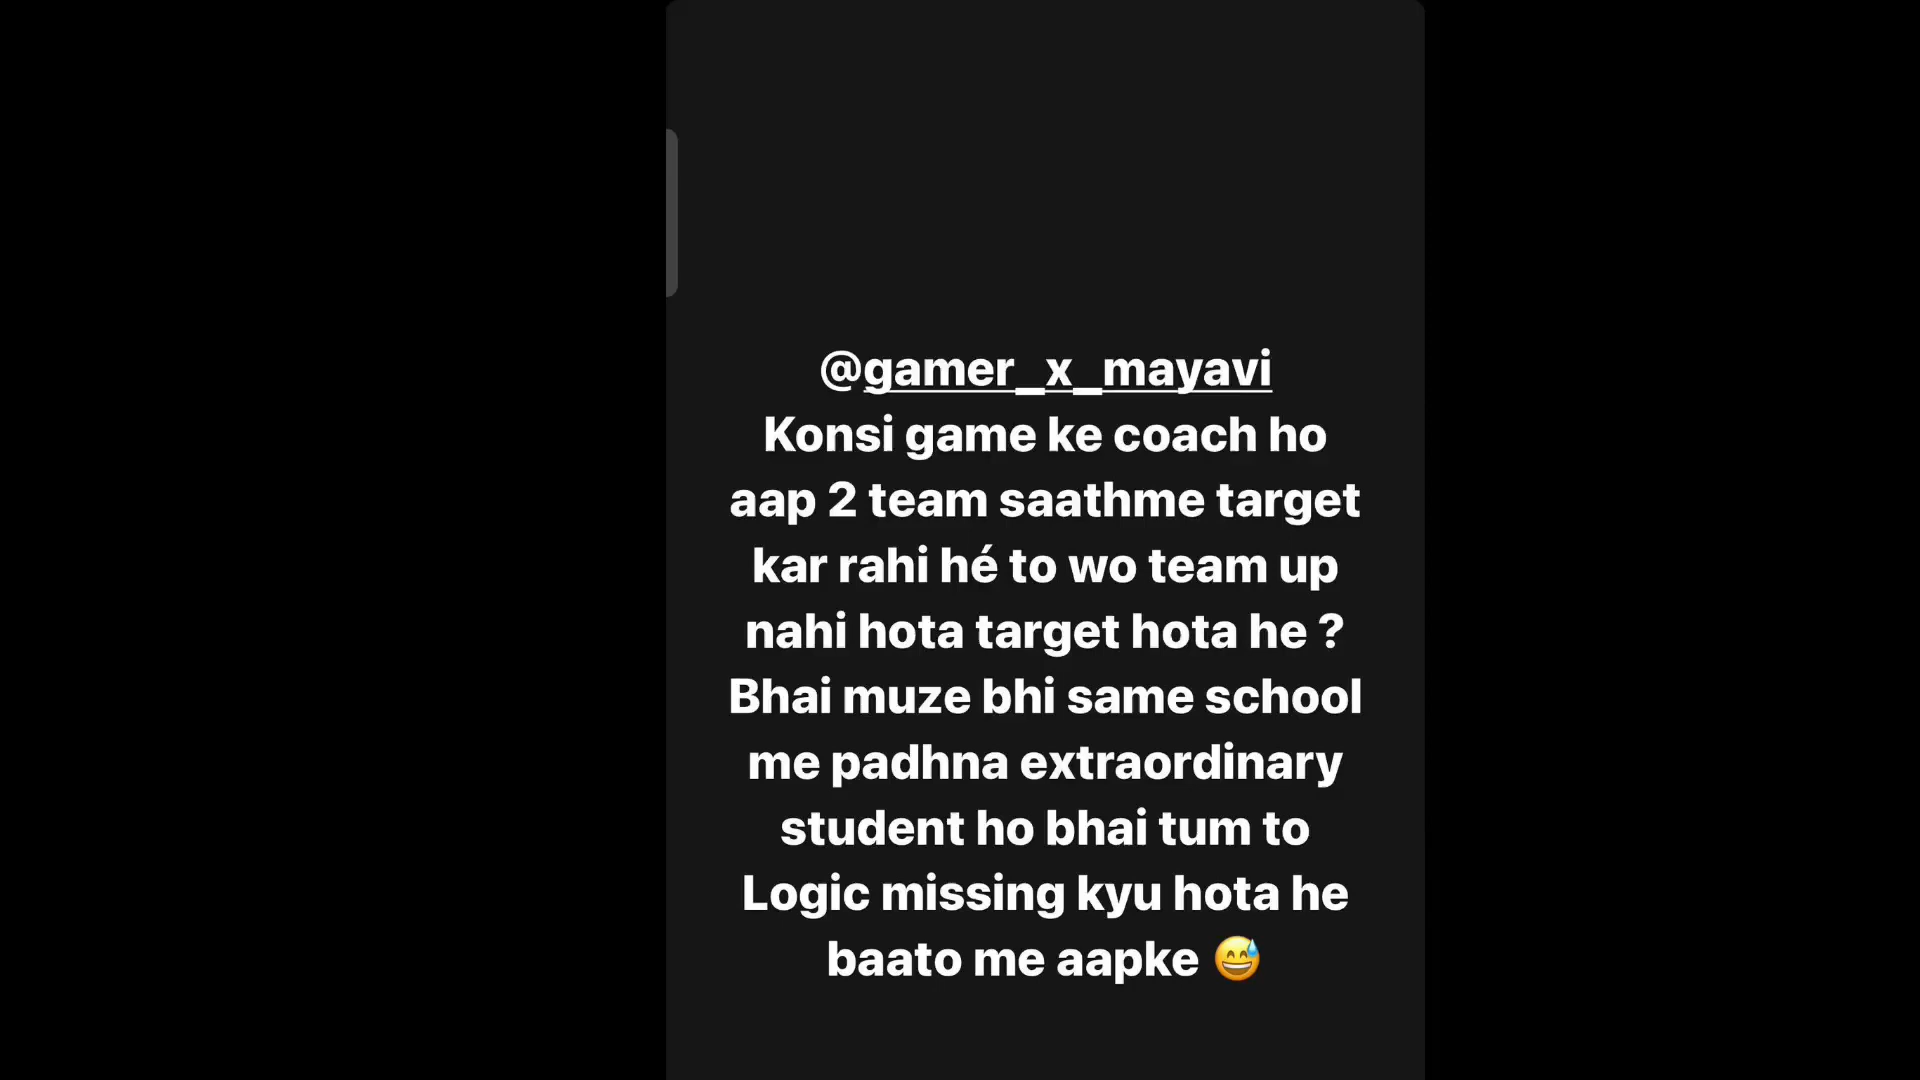 @gamer_x_mayavi
Konsi game ke coach ho
aap 2 team saathme target
kar rahi hé to wo team up
nahi hota target hota he ?
Bhai muze bhi same school
me padhna extraordinary
student ho bhai tum to
Logic missing kyu hota he
baato me aapke 😅